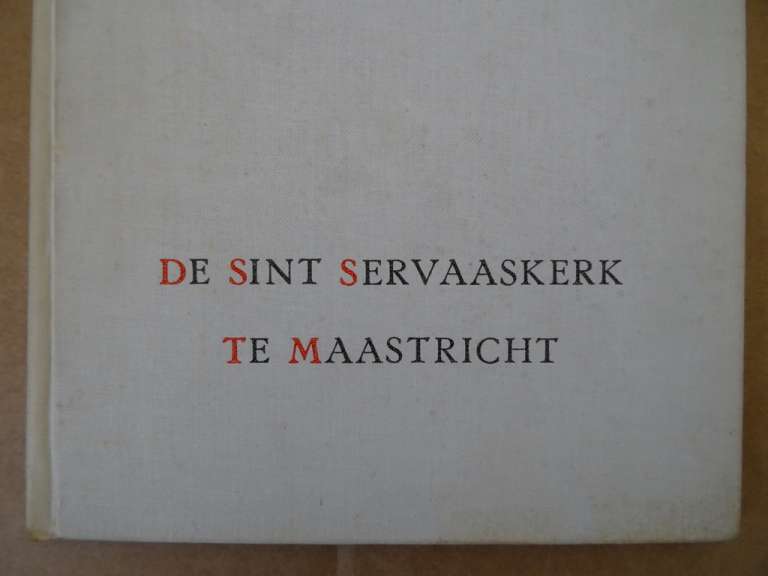 DE SINT SERVAASKERK
TE MAASTRICHT